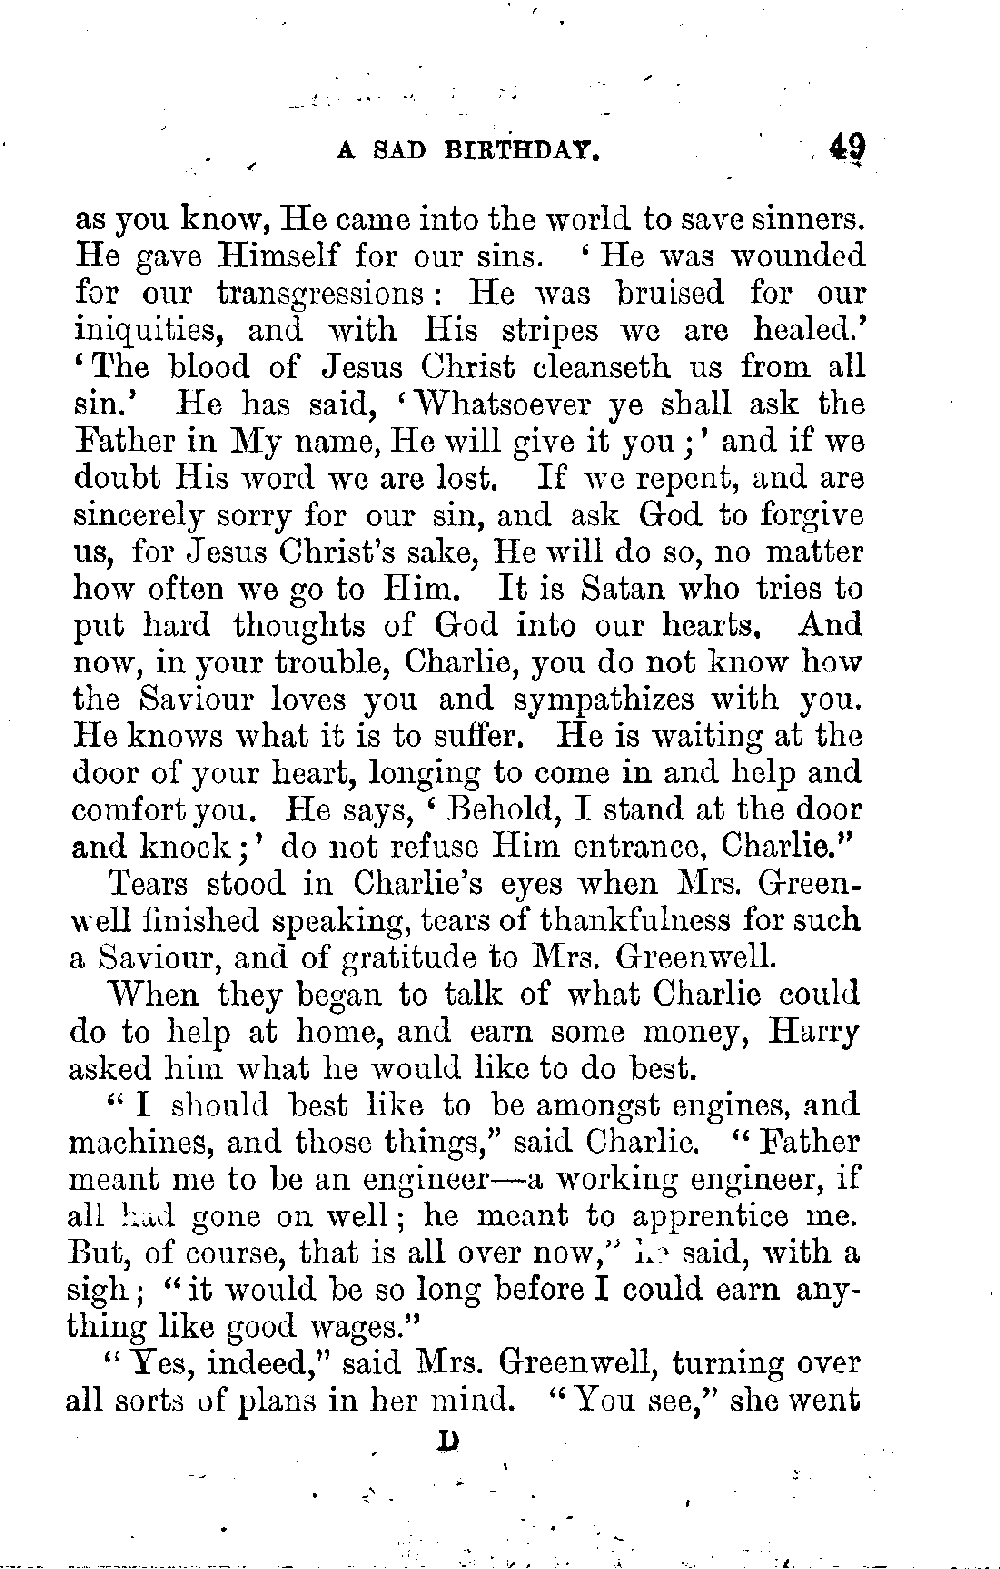 A SAD BIRTHDAY. 49
as you know, He came into the world to save sinners.
He gave Himself for our sins. ‘ He was wounded
for our transgressions : He was bruised for our
iniquities, and with His stripes we are healed.’
‘ The blood of Jesus Christ cleanseth us from all
sin.’ He has said, ‘ Whatsoever ye shall ask the
Father in My name, He will give it you ; ’ and if we
doubt His word we are lost. If we repent, and are
sincerely sorry for our sin, and ask God to forgive
us, for Jesus Christ’s sake, He will do so, no matter
how often we go to Him. It is Satan who tries to
put hard thoughts of God into our hearts. And
now, in your trouble, Charlie, you do not know how
the Saviour loves you and sympathizes with you.
He knows what it is to suffer. He is waiting at the
door of your heart, longing to come in and help and
comfort you. He says, ‘ Behold, I stand at the door
and knock ; ’ do not refuse Him entrance, Charlie.”
Tears stood in Charlie’s eyes when Mrs. Green-
well finished speaking, tears of thankfulness for such
a Saviour, and of gratitude to Mrs. Greenwell.
When they began to talk of what Charlie could
do to help at home, and earn some money, Harry
asked him what he would like to do best.
“ I should best like to be amongst engines, and
machines, and those things,” said Charlie. “ Father
meant me to be an engineer—a working engineer, if
all had gone on well ; he meant to apprentice me.
But, of course, that is all over now,” he said, with a
sigh ; “ it would be so long before I could earn any-
thing like good wages.”
“ Yes, indeed,” said Mrs. Greenwell, turning over
all sorts of plans in her mind. “ You see,” she went
D